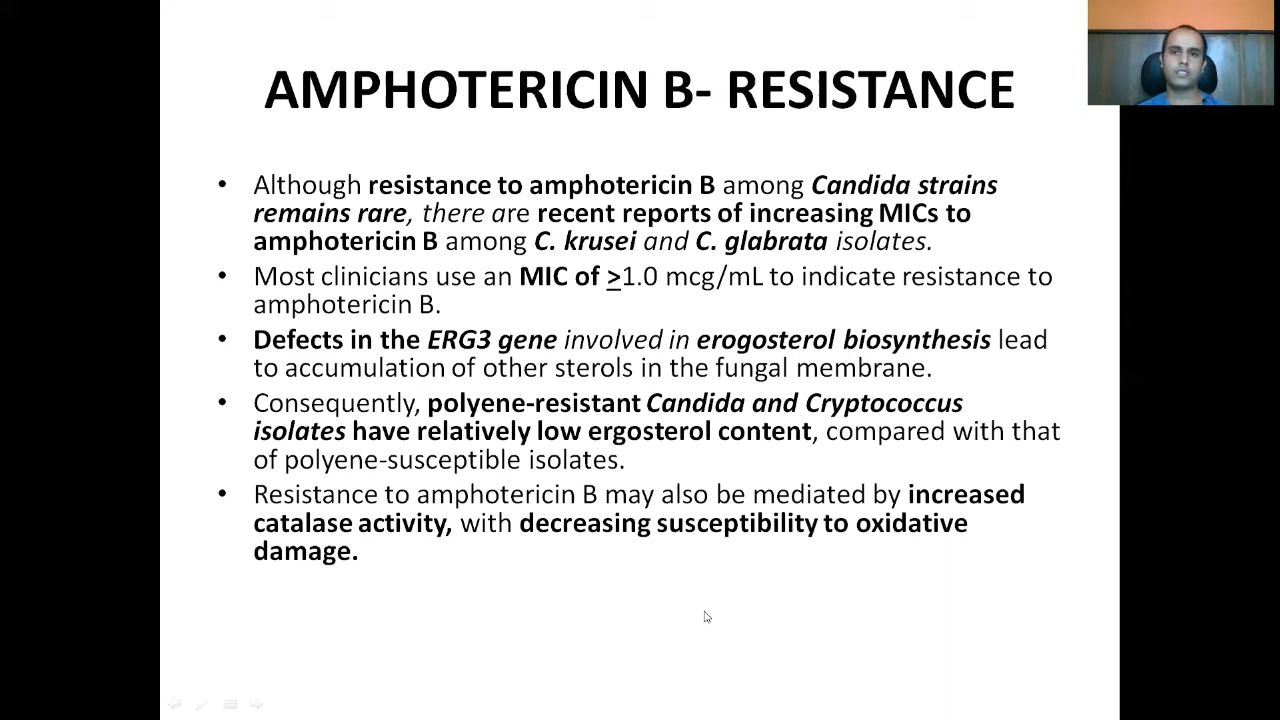 AMPHOTERICIN B- RESISTANCE
• Although resistance to amphotericin B among Candida strains
remains rare, there are recent reports of increasing MICs to
amphotericin B among C. krusei and C. glabrata isolates.
• Most clinicians use an MIC of ≥1.0 mcg/mL to indicate resistance to
amphotericin B.
• Defects in the ERG3 gene involved in erogosterol biosynthesis lead
to accumulation of other sterols in the fungal membrane.
• Consequently, polyene-resistant Candida and Cryptococcus
isolates have relatively low ergosterol content, compared with that
of polyene-susceptible isolates.
• Resistance to amphotericin B may also be mediated by increased
catalase activity, with decreasing susceptibility to oxidative
damage.